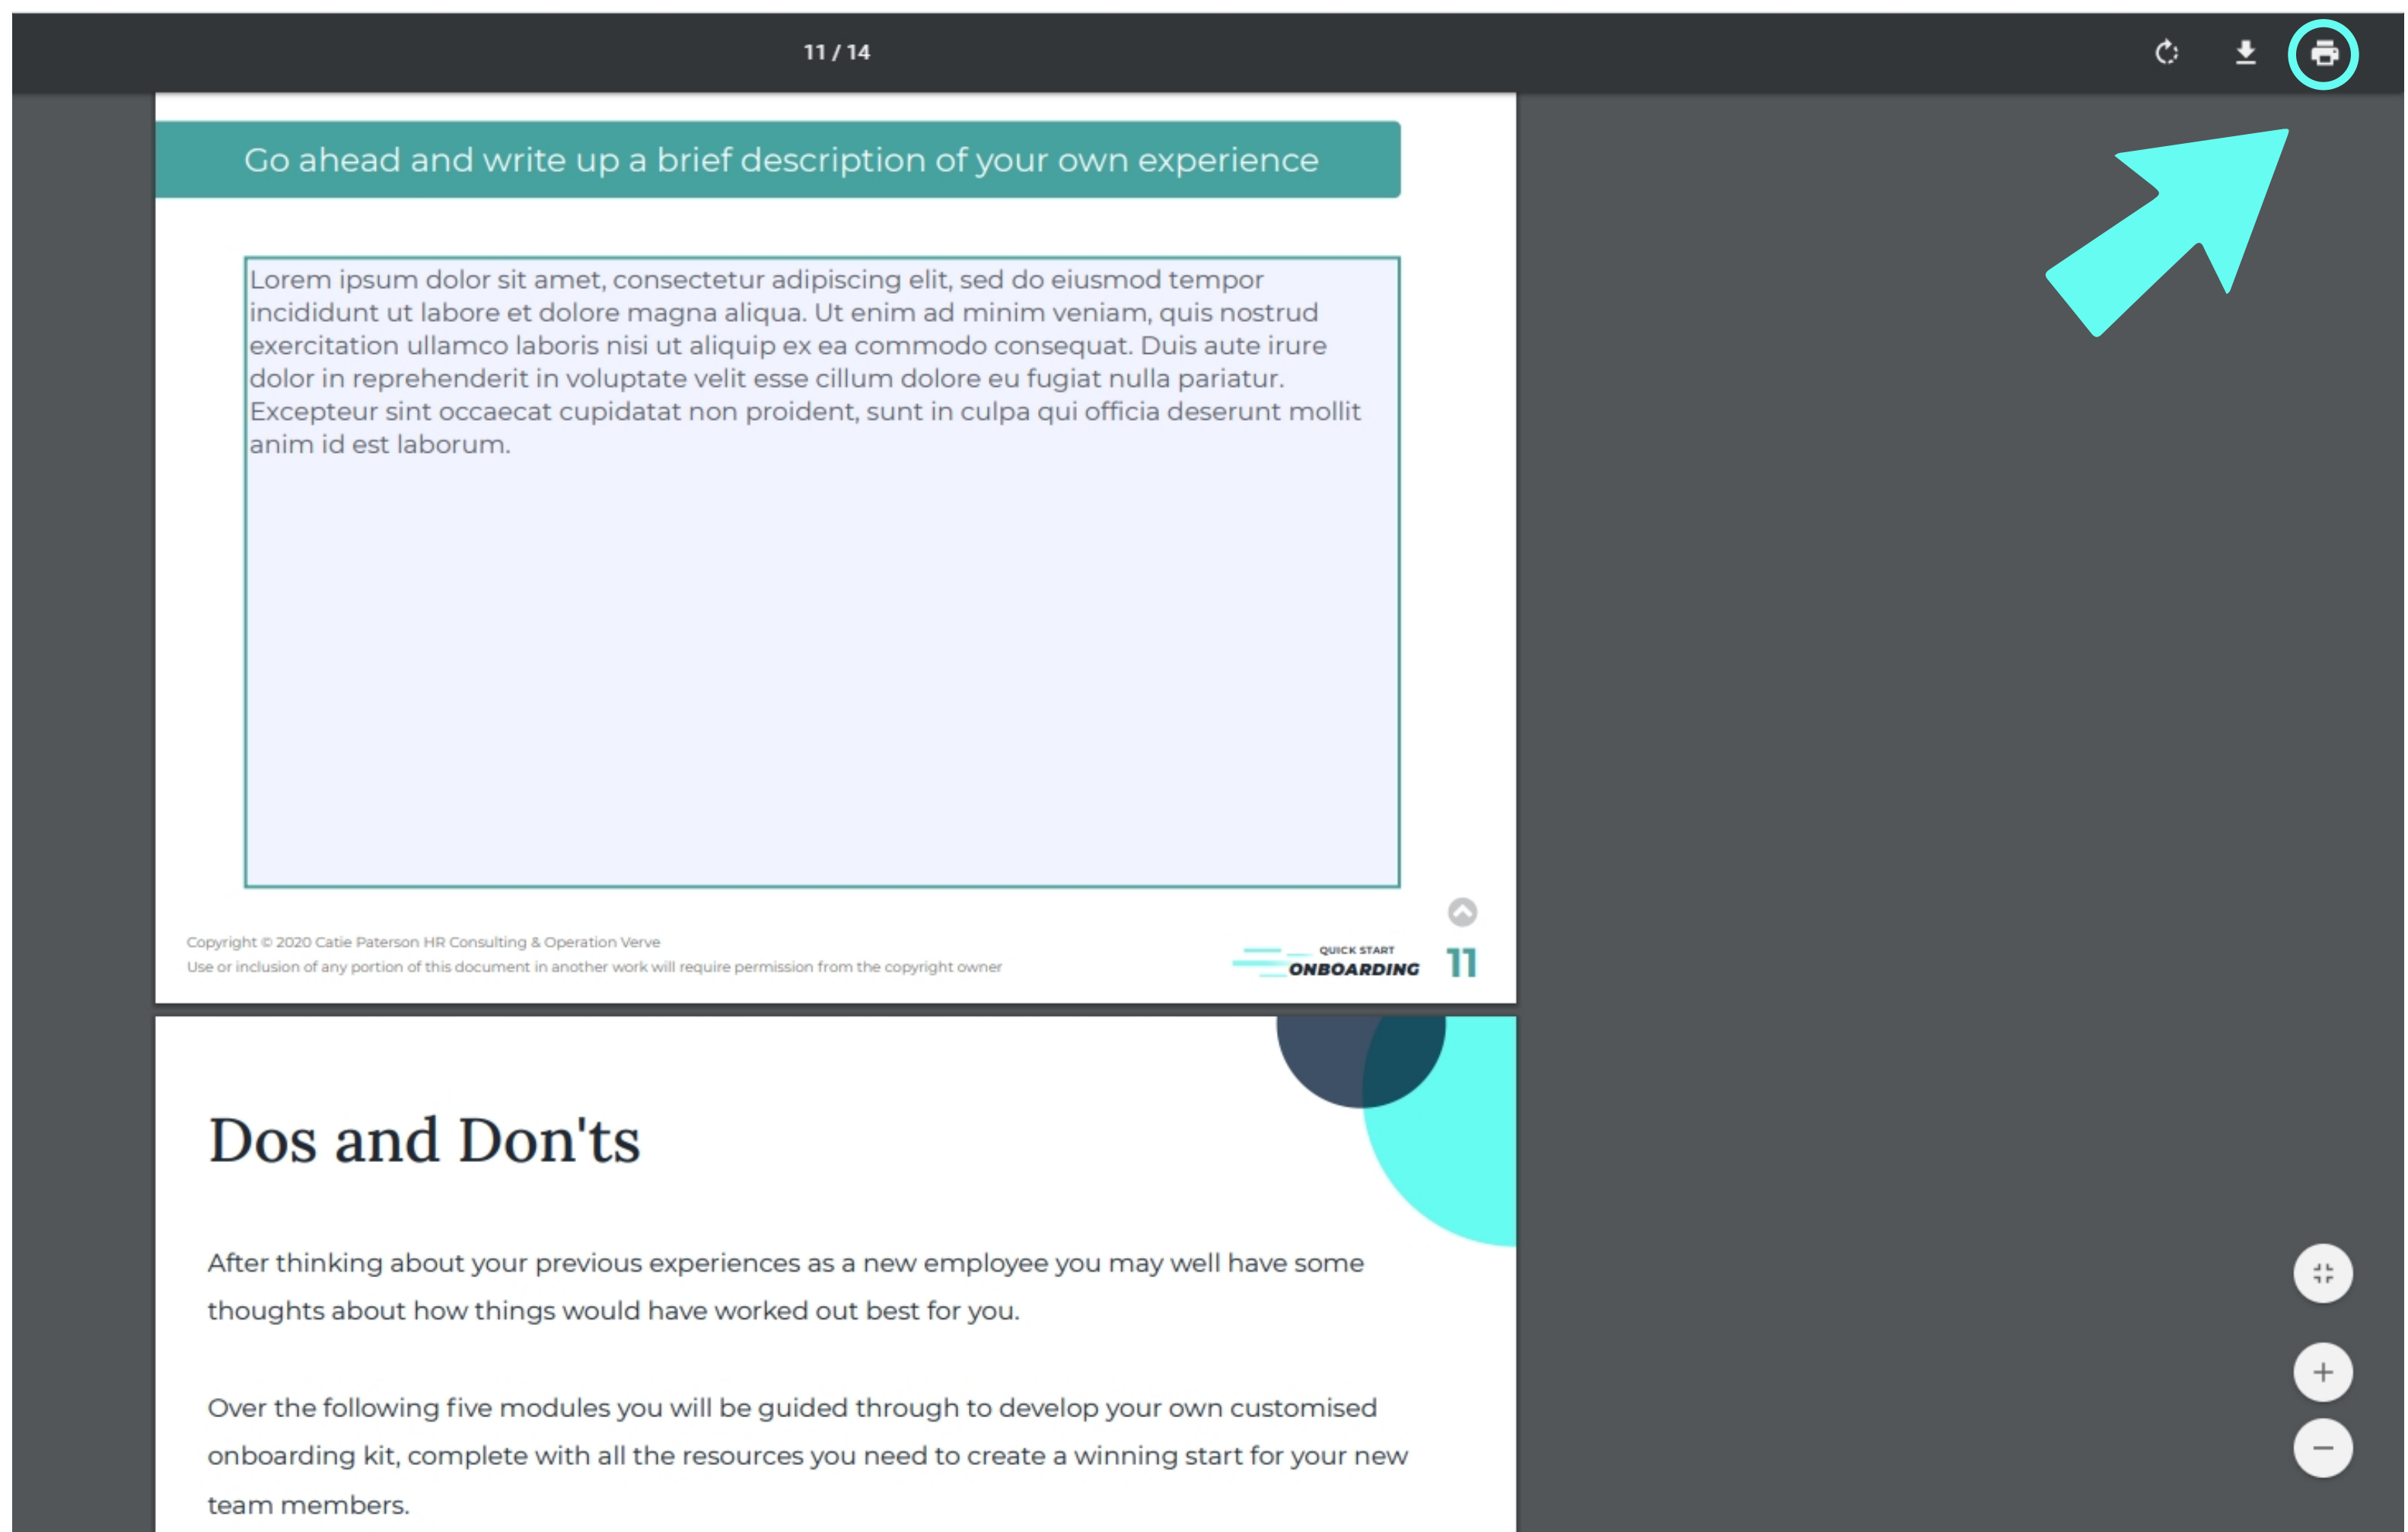 11 / 14
Go ahead and write up a brief description of your own experience
Lorem ipsum dolor sit amet, consectetur adipiscing elit, sed do eiusmod tempor
incididunt ut labore et dolore magna aliqua. Ut enim ad minim veniam, quis nostrud
exercitation ullamco laboris nisi ut aliquip ex ea commodo consequat. Duis aute irure
dolor in reprehenderit in voluptate velit esse cillum dolore eu fugiat nulla pariatur.
Excepteur sint occaecat cupidatat non proident, sunt in culpa qui officia deserunt mollit
anim id est laborum.
Copyright © 2020 Catie Paterson HR Consulting & Operation Verve
Use or inclusion of any portion of this document in another work will require permission from the copyright owner
QUICK START
ONBOARDING
11
Dos and Don'ts
After thinking about your previous experiences as a new employee you may well have some
thoughts about how things would have worked out best for you.
Over the following five modules you will be guided through to develop your own customised
onboarding kit, complete with all the resources you need to create a winning start for your new
team members.